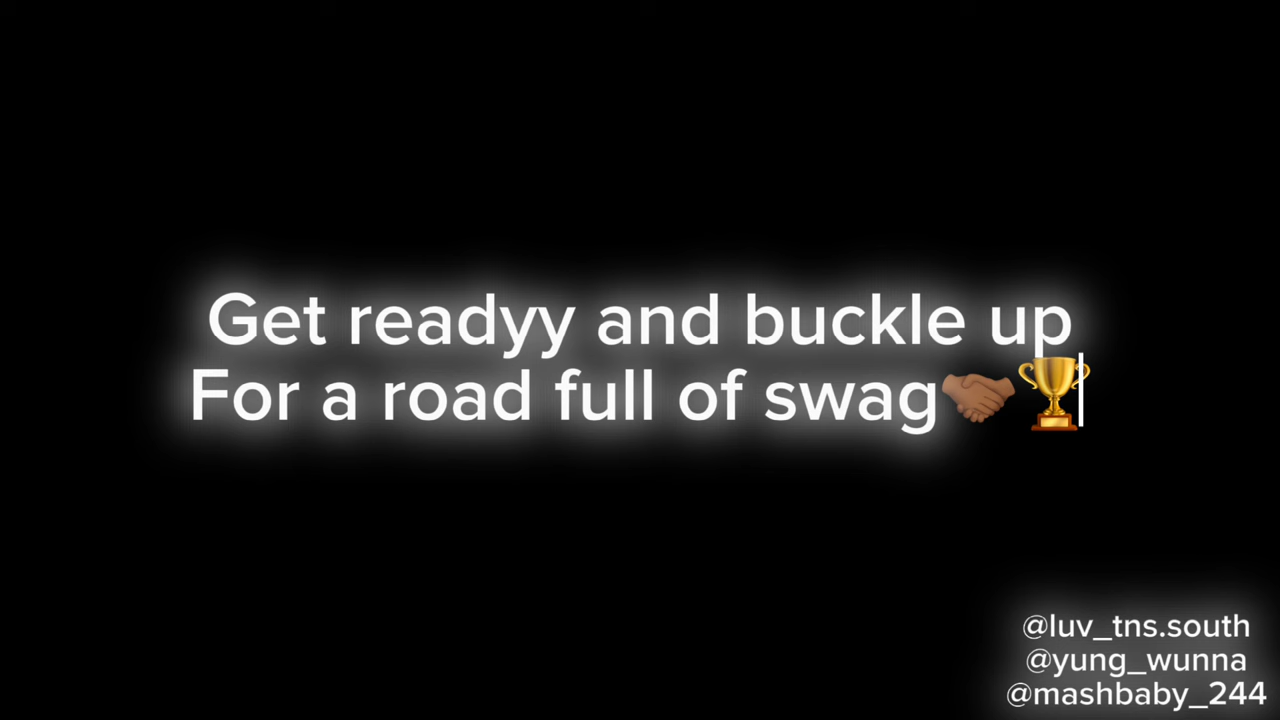 Get readyy and buckle up
For a road full of swag🤝🏾🏆
@luv_tns.south
@yung_wunna
@mashbaby_244